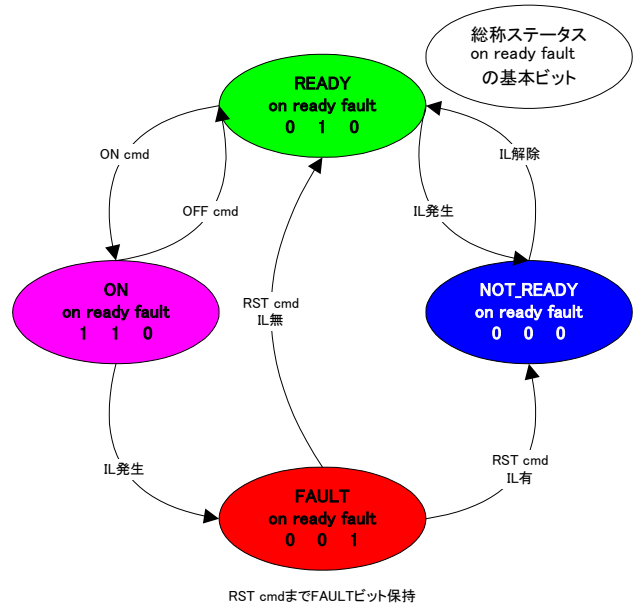 総称ステータス
on ready fault
の基本ビット
READY
on ready fault
0 1 0
ON cmd
IL解除
OFF cmd
IL発生
ON
on ready fault
1 1 0
NOT_READY
on ready fault
0 0 0
RST cmd
IL無
IL発生
RST cmd
IL有
FAULT
on ready fault
0 0 1
RST cmdまでFAULTビット保持